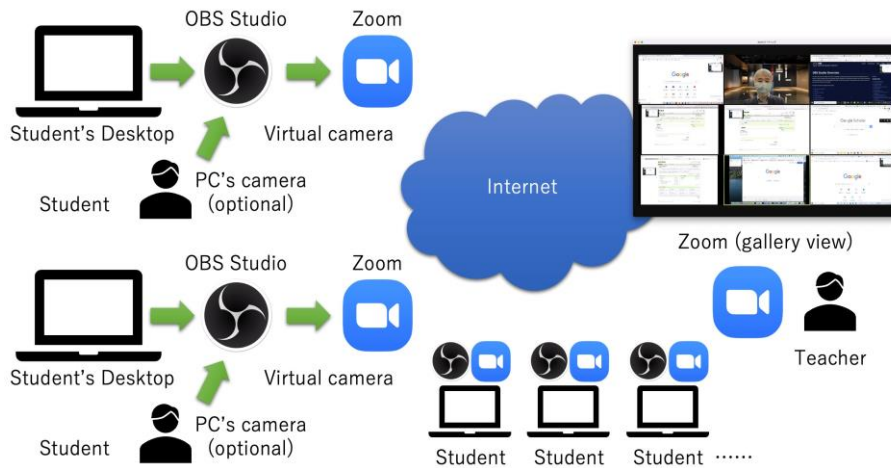 OBS Studio
Zoom
Student's Desktop
Virtual camera
PC's camera
(optional)
Student
Internet
Google
Google
Zoom (gallery view)
Teacher
OBS Studio
Zoom
Student's Desktop
Virtual camera
PC's camera
(optional)
Student
Student
Student
Student ……